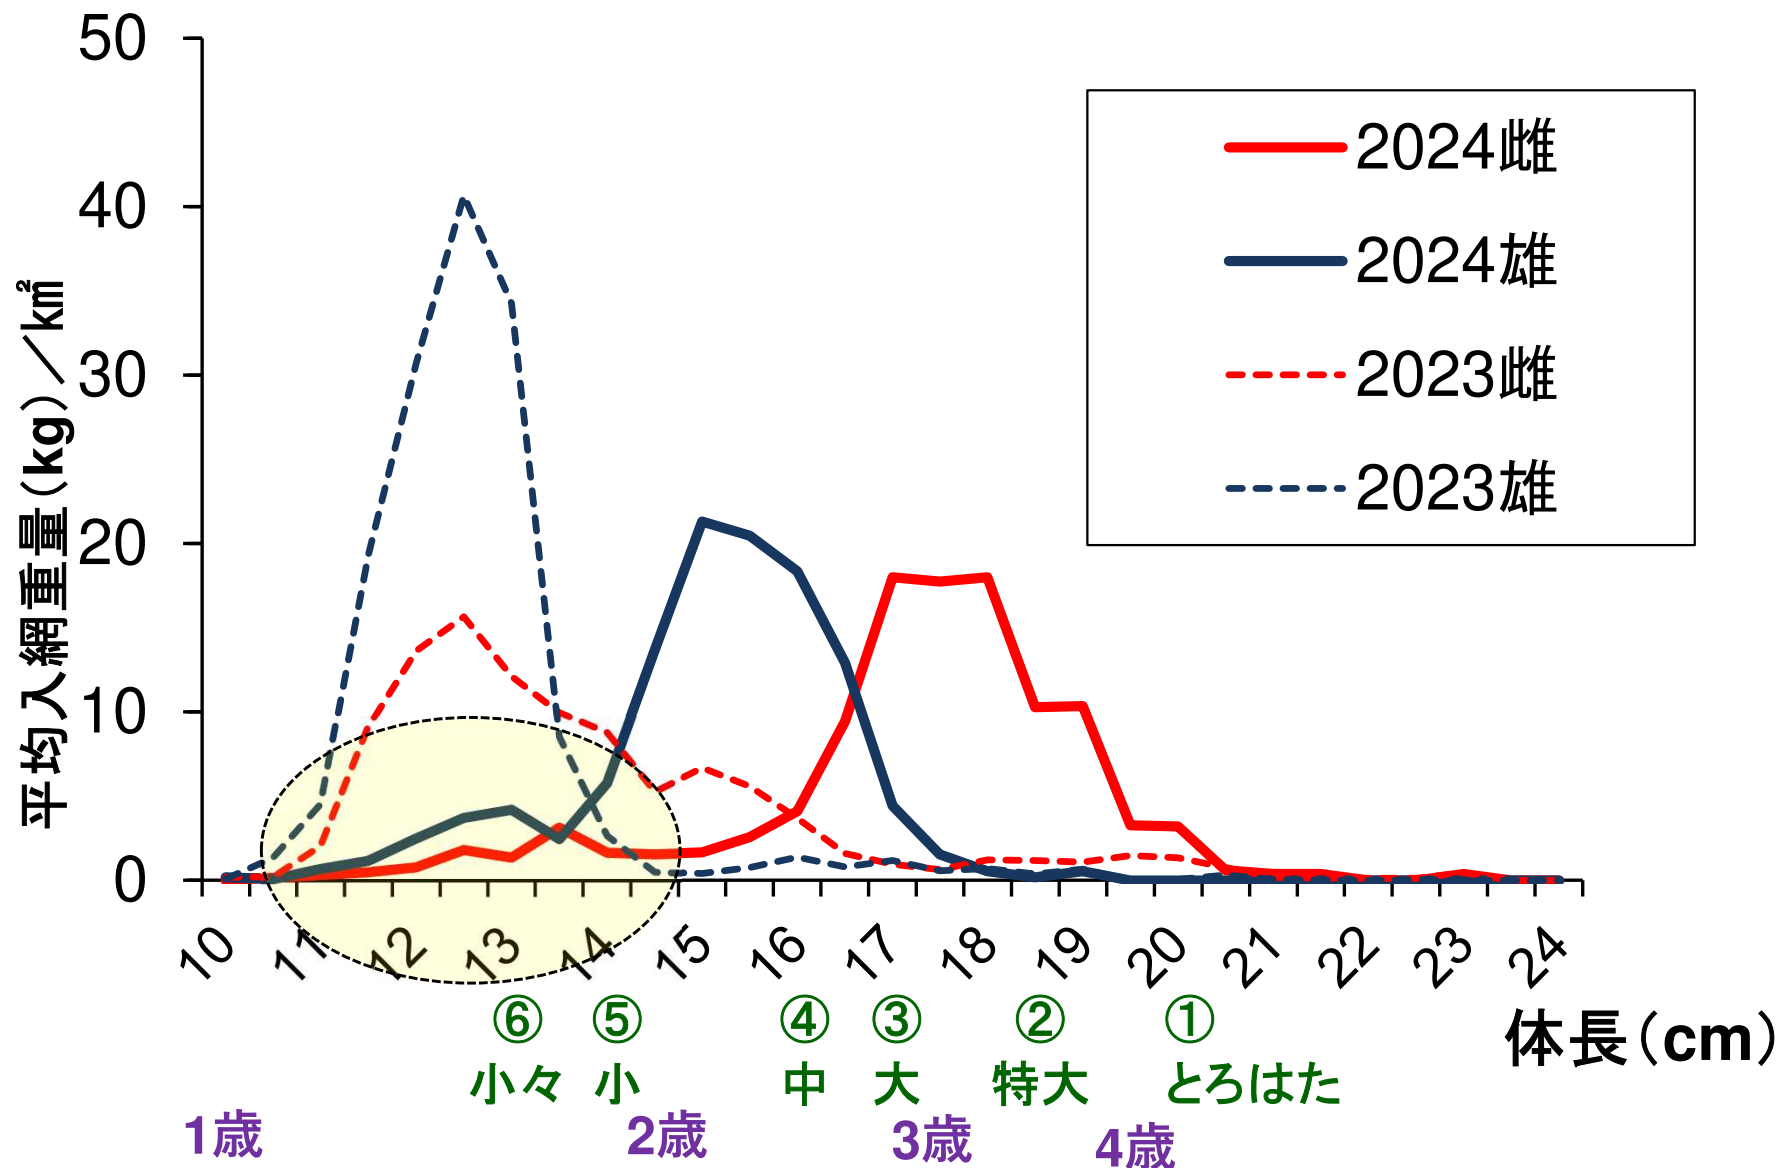 50
40
30
20
10
0
平均入網重量(kg)/k㎡
2024雌
2024雄
2023雌
2023雄
10 11 12 13 14 15 16 17 18 19 20 21 22 23 24
体長(cm)
⑥ ⑤ ④ ③ ② ①
小々 小 中 大 特大 とろはた
1歳 2歳 3歳 4歳